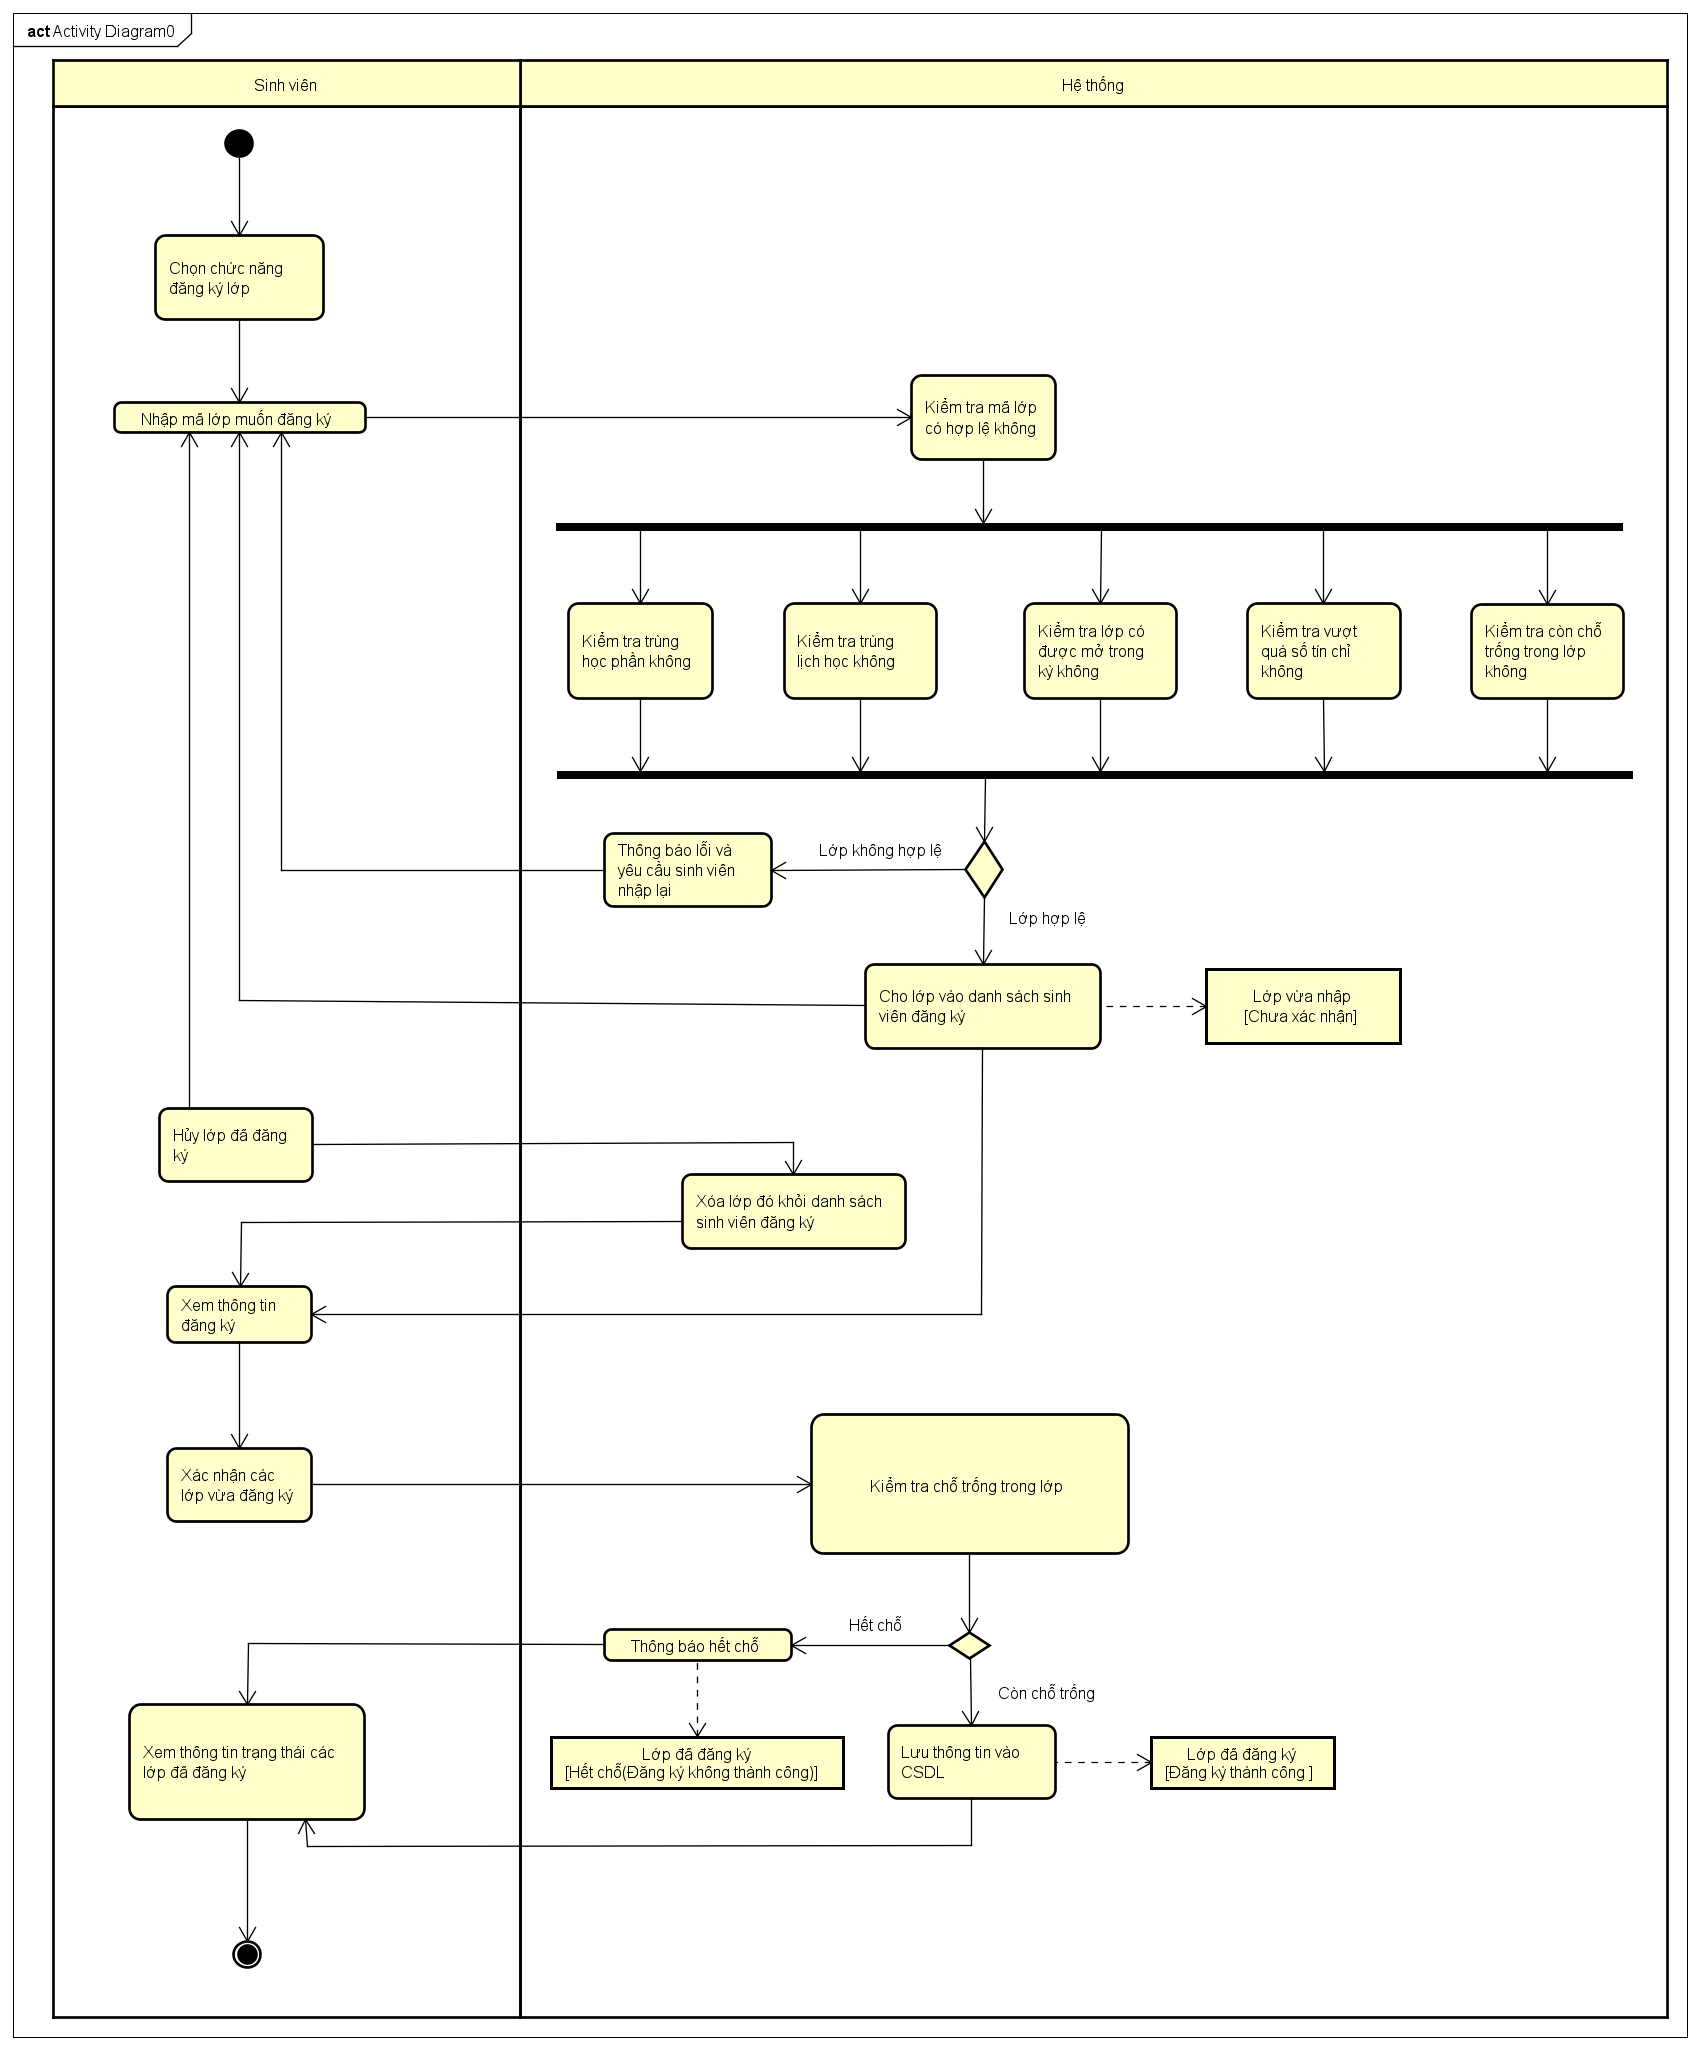 act Activity Diagram0
Sinh viên
Hệ thống
Chọn chức năng
đăng ký lớp
Nhập mã lớp muốn đăng ký
Kiểm tra mã lớp
có hợp lệ không
Kiểm tra trùng
học phần không
Kiểm tra trùng
lịch học không
Kiểm tra lớp có
được mở trong
kỳ không
Kiểm tra vượt
quá số tín chỉ
không
Kiểm tra còn chỗ
trống trong lớp
không
Thông báo lỗi và
yêu cầu sinh viên
nhập lại
Lớp không hợp lệ
Lớp hợp lệ
Cho lớp vào danh sách sinh
viên đăng ký
Lớp vừa nhập
[Chưa xác nhận]
Hủy lớp đã đăng
ký
Xóa lớp đó khỏi danh sách
sinh viên đăng ký
Xem thông tin
đăng ký
Xác nhận các
lớp vừa đăng ký
Kiểm tra chỗ trống trong lớp
Hết chỗ
Thông báo hết chỗ
Còn chỗ trống
Xem thông tin trạng thái các
lớp đã đăng ký
Lớp đã đăng ký
[Hết chỗ(Đăng ký không thành công)]
Lưu thông tin vào
CSDL
Lớp đã đăng ký
[Đăng ký thành công ]